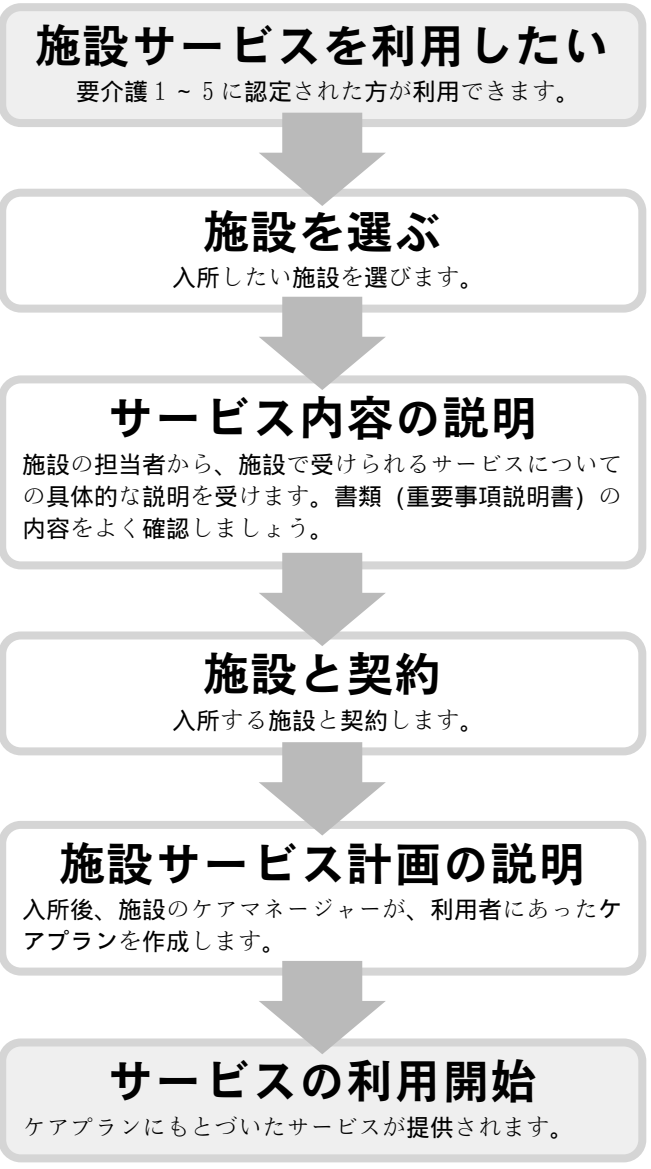 施設サービスを利用したい
要介護1~5に認定された方が利用できます。
施設を選ぶ
入所したい施設を選びます。
サービス内容の説明
施設の担当者から、施設で受けられるサービスについて
の具体的な説明を受けます。書類(重要事項説明書)の
内容をよく確認しましょう。
施設と契約
入所する施設と契約します。
施設サービス計画の説明
入所後、施設のケアマネージャーが、利用者にあったケ
アプランを作成します。
サービスの利用開始
ケアプランにもとづいたサービスが提供されます。